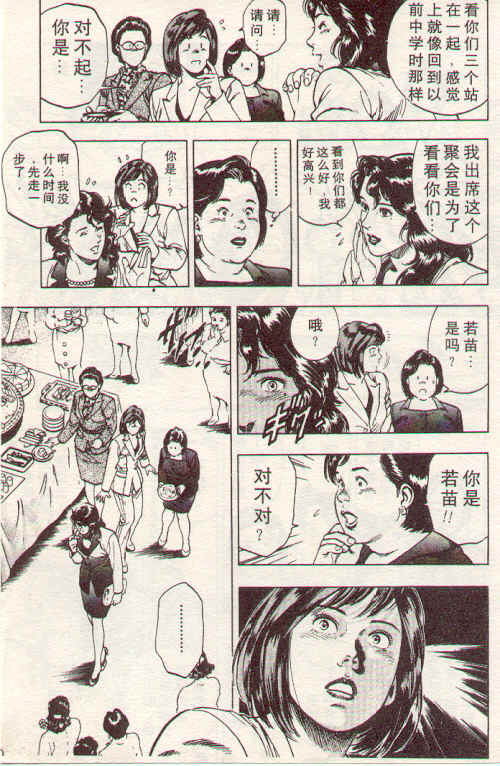 看你们三个站
在一起，感觉
上就像回到以
前中学时那样
请…
请问…
对不起…
你是…
我出席这个
聚会是为了
看看你们…
看到你们都
这么好，我
好高兴！
…………
你是…？
啊…我没
什么时间
，先走一
步了．
若苗…
是吗？
哦？
ギグッ
你是
若苗!!
对不对？
…………